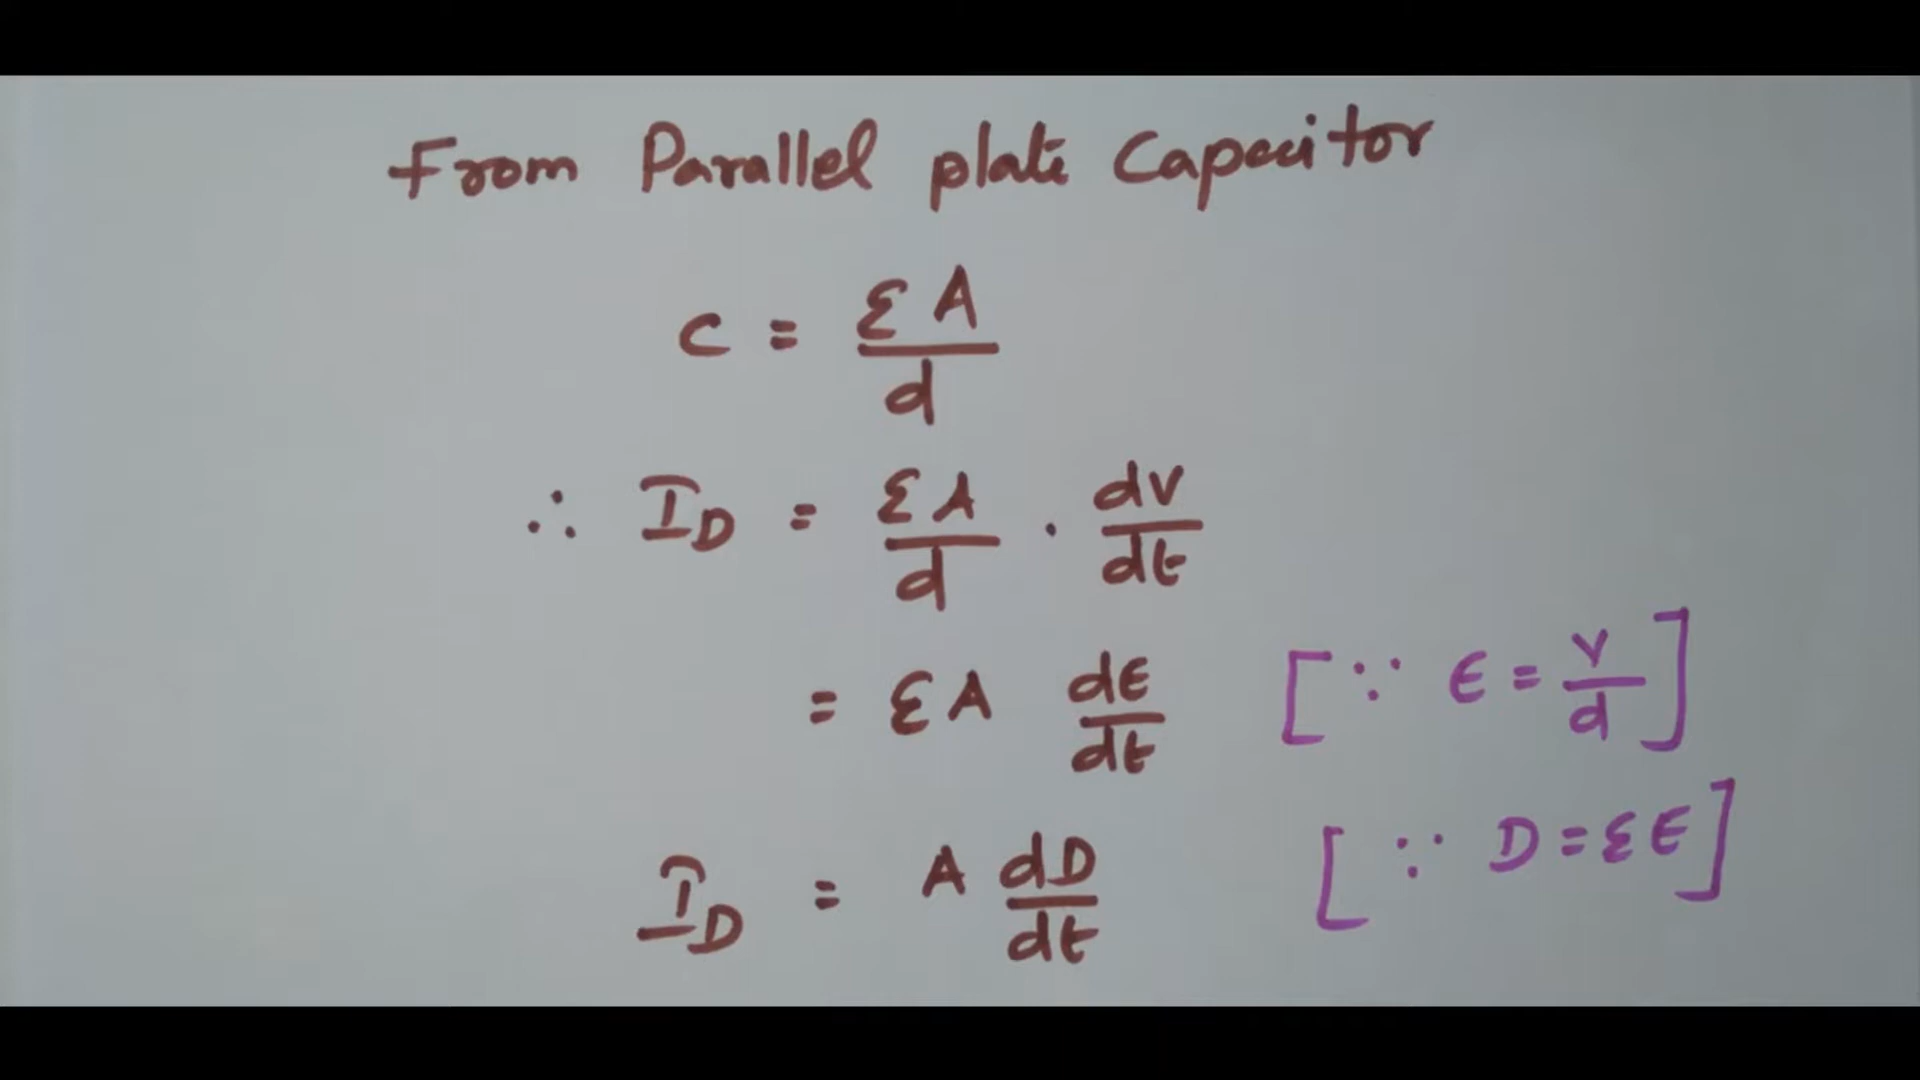 From Parallel plate Capacitor
C = εA/d
∴ I_D = εA/d · dV/dt
= εA dE/dt [∵ E = V/d]
I_D = A dD/dt [∵ D = εE]